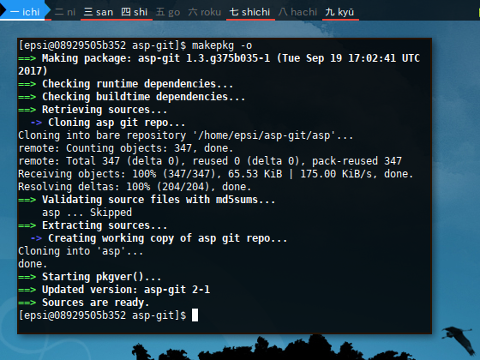 一 ichi 二 ni 三 san 四 shi 五 go 六 roku 七 shichi 八 hachi 九 kyū
[epsi@08929505b352 asp-git]$ makepkg -o
==> Making package: asp-git 1.3.g375b035-1 (Tue Sep 19 17:02:41 UTC
2017)
==> Checking runtime dependencies...
==> Checking buildtime dependencies...
==> Retrieving sources...
-> Cloning asp git repo...
Cloning into bare repository '/home/epsi/asp-git/asp'...
remote: Counting objects: 347, done.
remote: Total 347 (delta 0), reused 0 (delta 0), pack-reused 347
Receiving objects: 100% (347/347), 65.53 KiB | 175.00 KiB/s, done.
Resolving deltas: 100% (204/204), done.
==> Validating source files with md5sums...
asp ... Skipped
==> Extracting sources...
-> Creating working copy of asp git repo...
Cloning into 'asp'...
done.
==> Starting pkgver()...
==> Updated version: asp-git 2-1
==> Sources are ready.
[epsi@08929505b352 asp-git]$